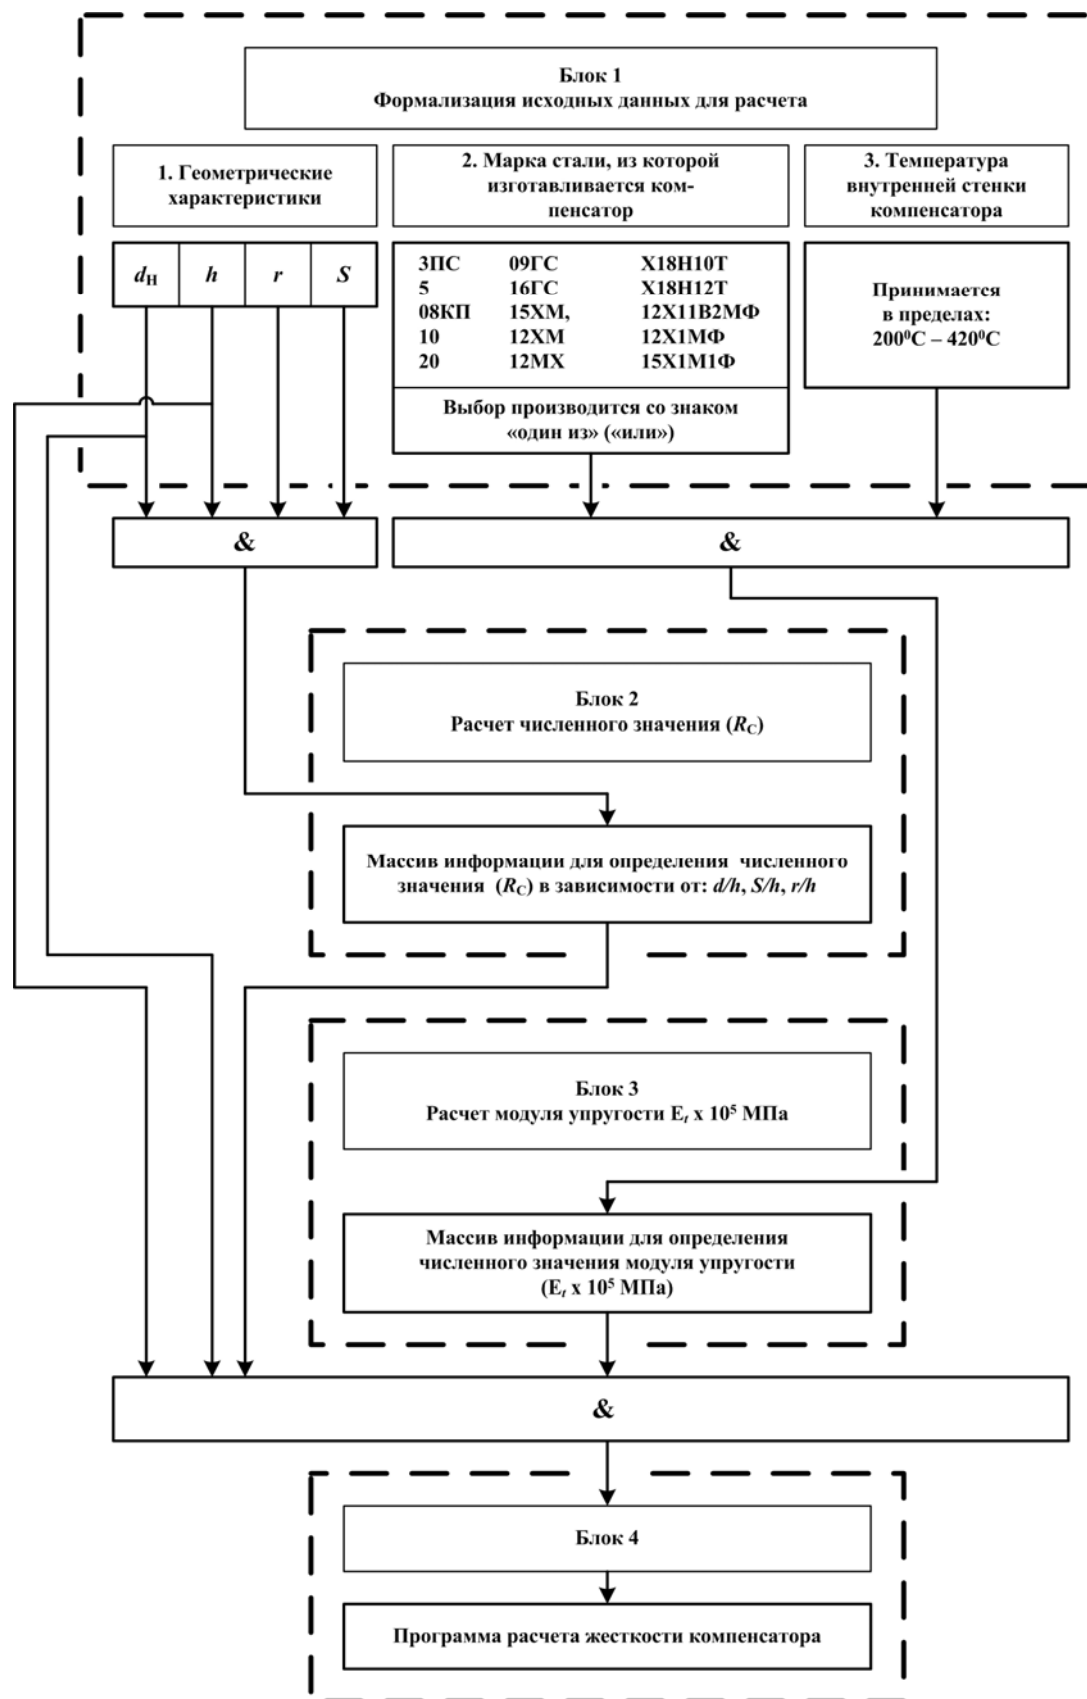 Блок 1
Формализация исходных данных для расчета
1. Геометрические
характеристики
2. Марка стали, из которой
изготавливается ком-
пенсатор
3. Температура
внутренней стенки
компенсатора
dН h r S
3ПС 09ГС Х18Н10Т
5 16ГС Х18Н12Т
08КП 15ХМ, 12Х11В2МФ
10 12ХМ 12Х1МФ
20 12МХ 15Х1М1Ф
Выбор производится со знаком
«один из» («или»)
Принимается
в пределах:
200⁰С – 420⁰С
&
&
Блок 2
Расчет численного значения (RС)
Массив информации для определения численного
значения (RС) в зависимости от: d/h, S/h, r/h
Блок 3
Расчет модуля упругости Et x 10⁵ МПа
Массив информации для определения
численного значения модуля упругости
(Et x 10⁵ МПа)
&
Блок 4
Программа расчета жесткости компенсатора